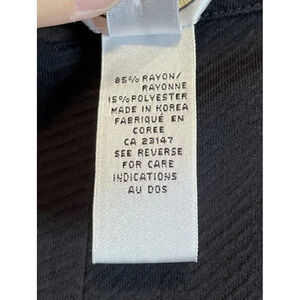 85% RAYON/
RAYONNE
15% POLYESTER
MADE IN KOREA
FABRIQUÉ EN
COREE
CA 23147
SEE REVERSE
FOR CARE
INDICATIONS
AU DOS